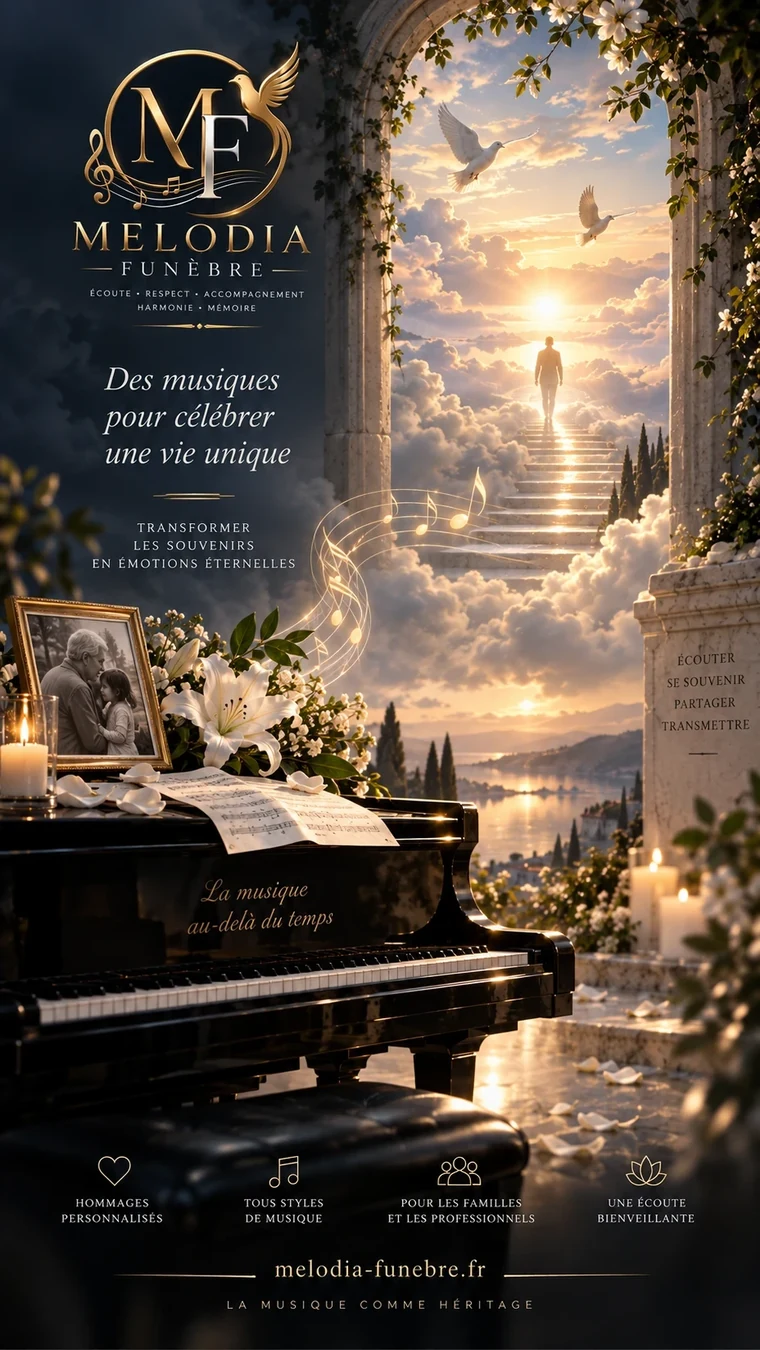 MF
MELODIA
FUNÈBRE
ÉCOUTE • RESPECT • ACCOMPAGNEMENT
HARMONIE • MÉMOIRE
Des musiques
pour célébrer
une vie unique
TRANSFORMER
LES SOUVENIRS
EN ÉMOTIONS ÉTERNELLES
ÉCOUTER
SE SOUVENIR
PARTAGER
TRANSMETTRE
La musique
au-delà du temps
HOMMAGES
PERSONNALISÉS
TOUS STYLES
DE MUSIQUE
POUR LES FAMILLES
ET LES PROFESSIONNELS
UNE ÉCOUTE
BIENVEILLANTE
melodia-funebre.fr
LA MUSIQUE COMME HÉRITAGE